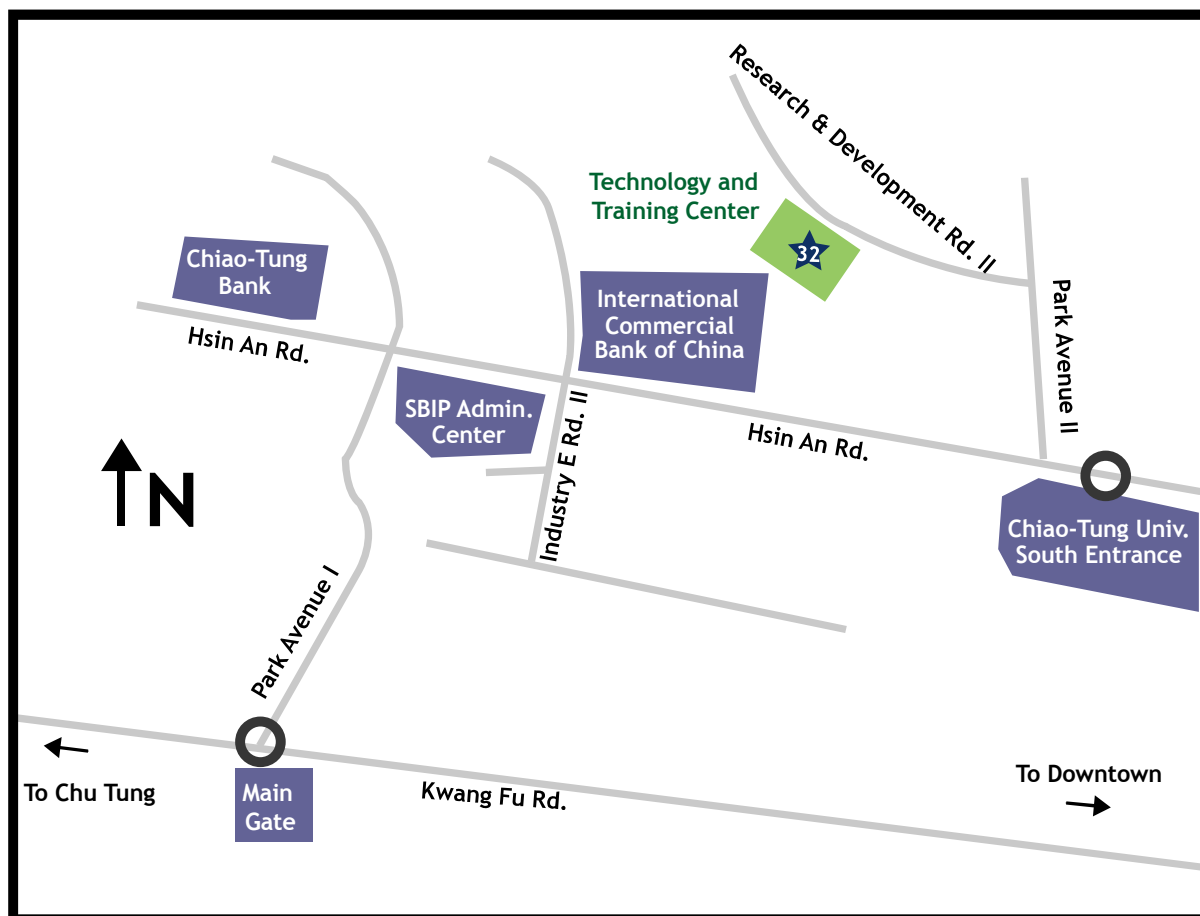 Research & Development Rd. II
Technology and
Training Center
32
Chiao-Tung
Bank
International
Commercial
Bank of China
Hsin An Rd.
Park Avenue II
SBIP Admin.
Center
Industry E Rd. II
Hsin An Rd.
N
Chiao-Tung Univ.
South Entrance
Park Avenue I
To Chu Tung
Main
Gate
Kwang Fu Rd.
To Downtown